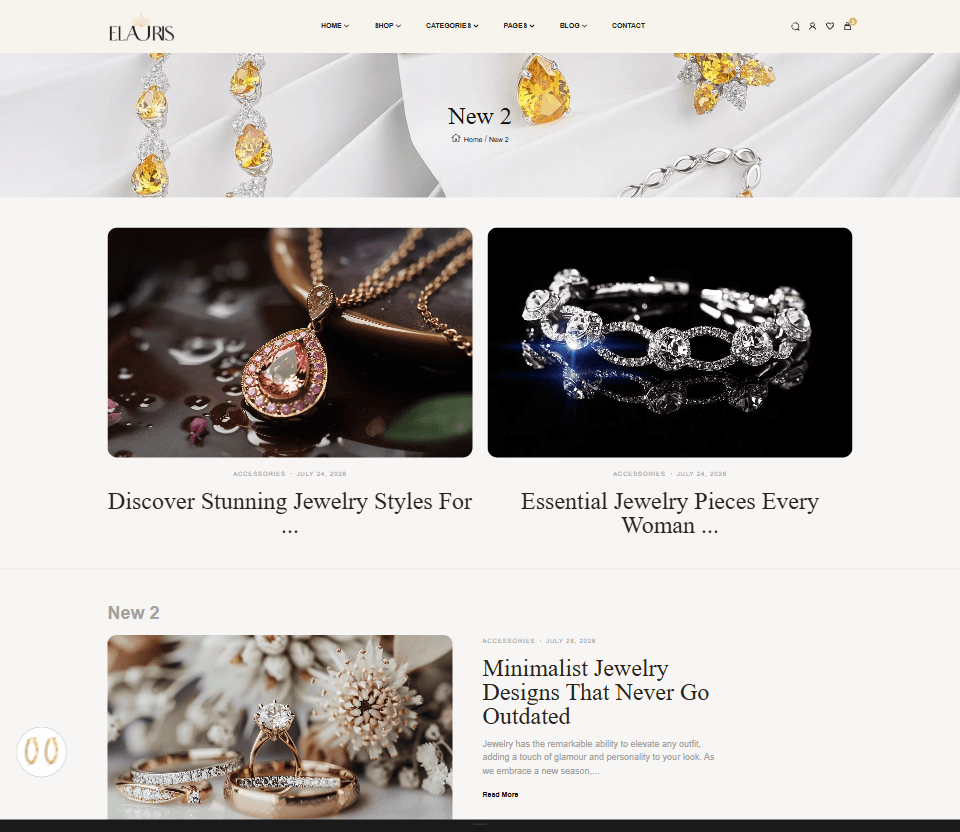 ELAURIS
HOME SHOP CATEGORIES PAGES BLOG CONTACT
New 2
Home / New 2
ACCESSORIES · JULY 24, 2026
Discover Stunning Jewelry Styles For
...
ACCESSORIES · JULY 24, 2026
Essential Jewelry Pieces Every
Woman ...
New 2
ACCESSORIES · JULY 28, 2026
Minimalist Jewelry
Designs That Never Go
Outdated
Jewelry has the remarkable ability to elevate any outfit,
adding a touch of glamour and personality to your look. As
we embrace a new season,...
Read More